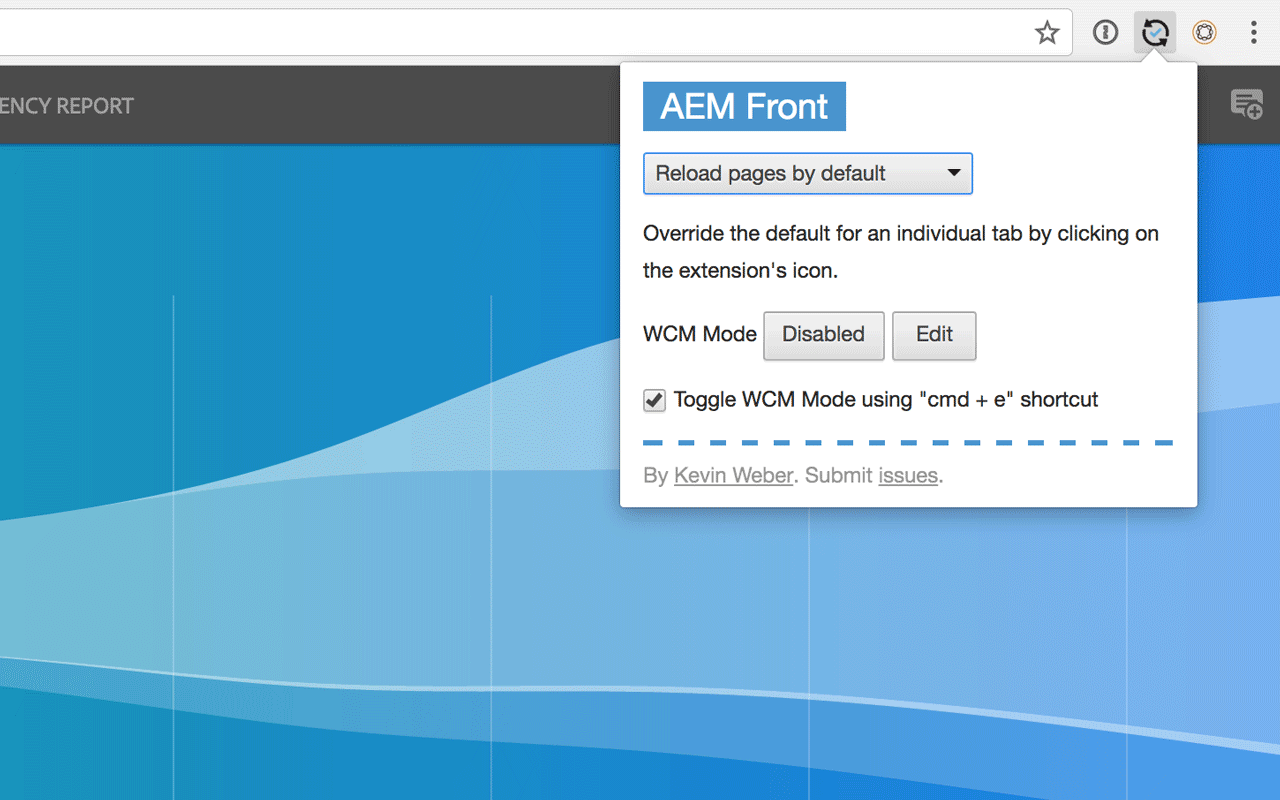 ENCY REPORT
AEM Front
Reload pages by default
Override the default for an individual tab by clicking on
the extension's icon.
WCM Mode Disabled Edit
Toggle WCM Mode using "cmd + e" shortcut
By Kevin Weber. Submit issues.